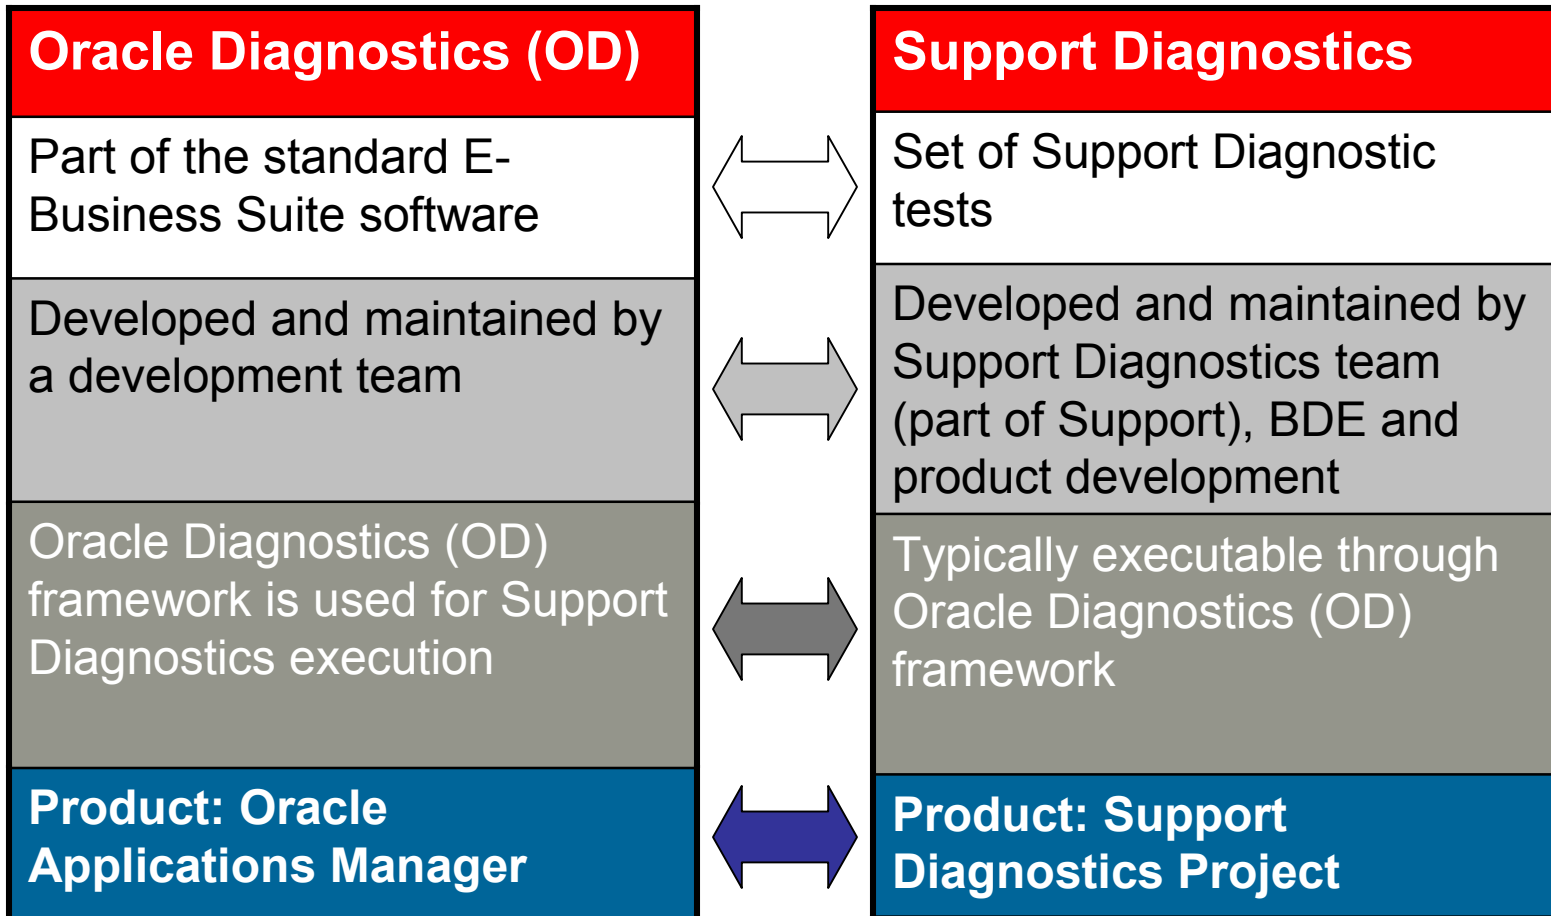 Oracle Diagnostics (OD)
Part of the standard E-
Business Suite software
Developed and maintained by
a development team
Oracle Diagnostics (OD)
framework is used for Support
Diagnostics execution
Product: Oracle
Applications Manager
Support Diagnostics
Set of Support Diagnostic
tests
Developed and maintained by
Support Diagnostics team
(part of Support), BDE and
product development
Typically executable through
Oracle Diagnostics (OD)
framework
Product: Support
Diagnostics Project